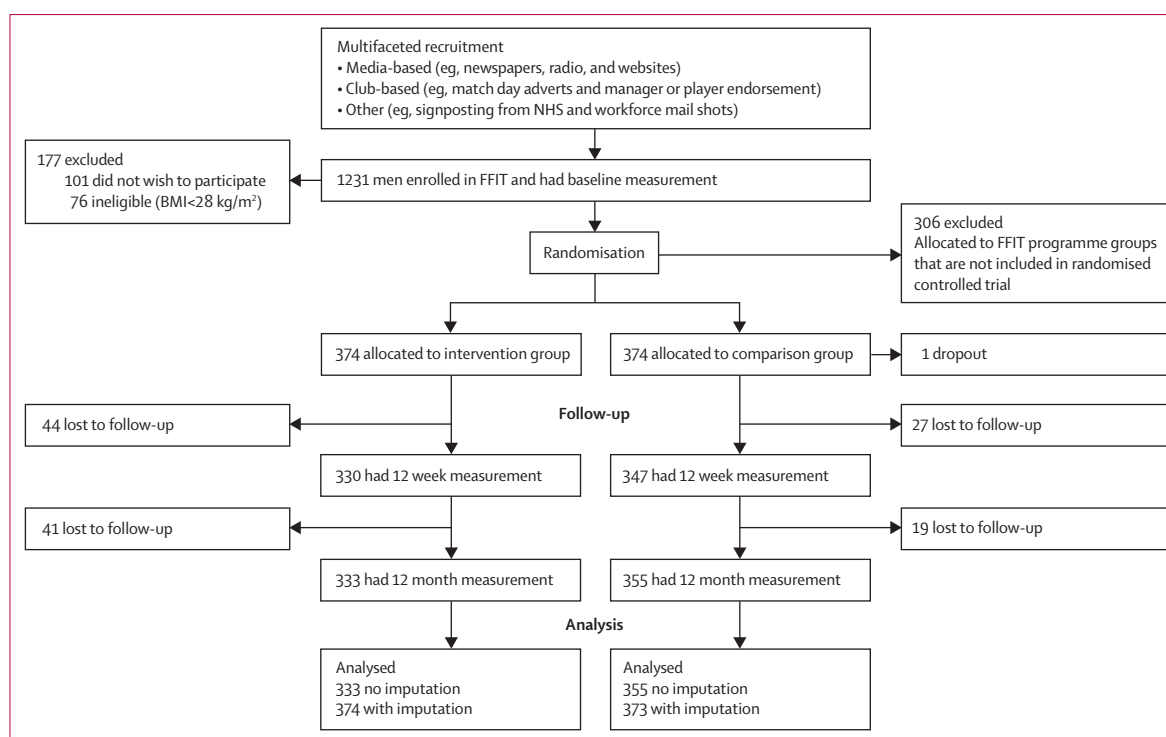 Multifaceted recruitment
• Media-based (eg, newspapers, radio, and websites)
• Club-based (eg, match day adverts and manager or player endorsement)
• Other (eg, signposting from NHS and workforce mail shots)
177 excluded
101 did not wish to participate
76 ineligible (BMI<28 kg/m²)
1231 men enrolled in FFIT and had baseline measurement
Randomisation
306 excluded
Allocated to FFIT programme groups
that are not included in randomised
controlled trial
374 allocated to intervention group
374 allocated to comparison group
1 dropout
Follow-up
44 lost to follow-up
27 lost to follow-up
330 had 12 week measurement
347 had 12 week measurement
41 lost to follow-up
19 lost to follow-up
333 had 12 month measurement
355 had 12 month measurement
Analysis
Analysed
333 no imputation
374 with imputation
Analysed
355 no imputation
373 with imputation